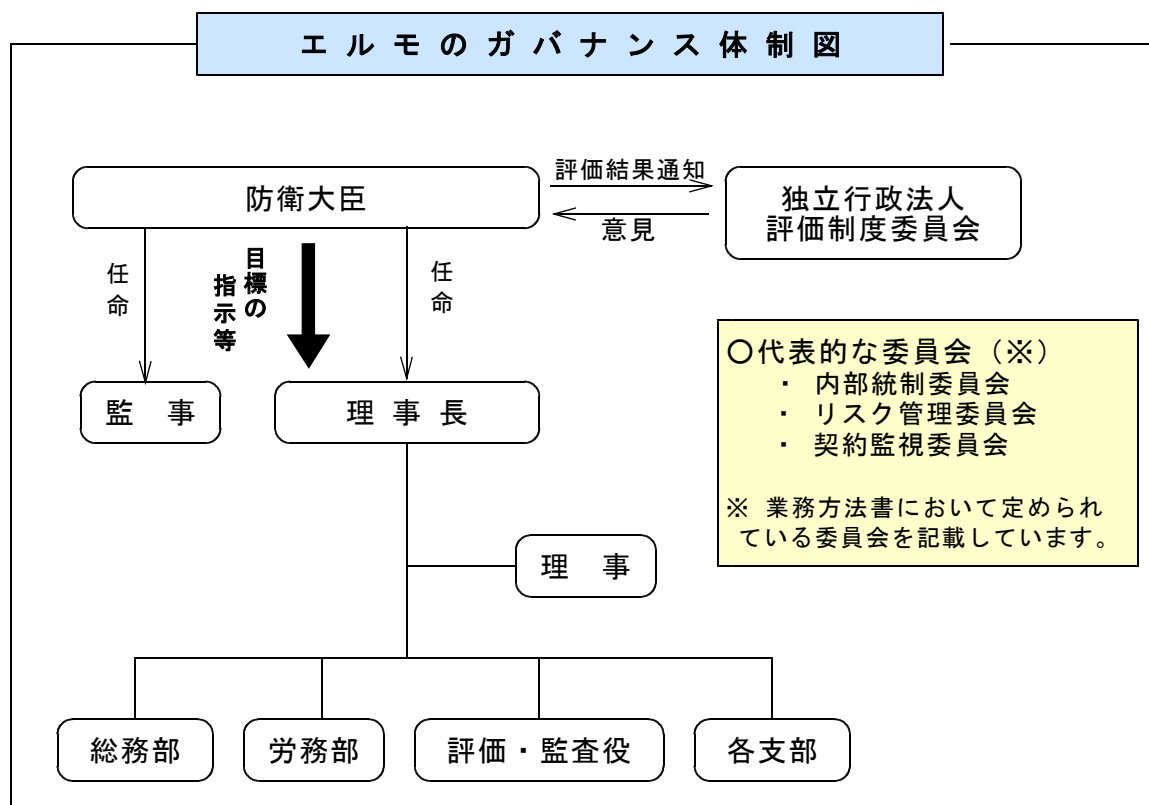 エルモのガバナンス体制図
防衛大臣
評価結果通知
意見
独立行政法人
評価制度委員会
任命
目標の
指示等
任命
監　事
理 事 長
〇代表的な委員会（※）
・ 内部統制委員会
・ リスク管理委員会
・ 契約監視委員会
※ 業務方法書において定められ
ている委員会を記載しています。
理　事
総務部
労務部
評価・監査役
各支部